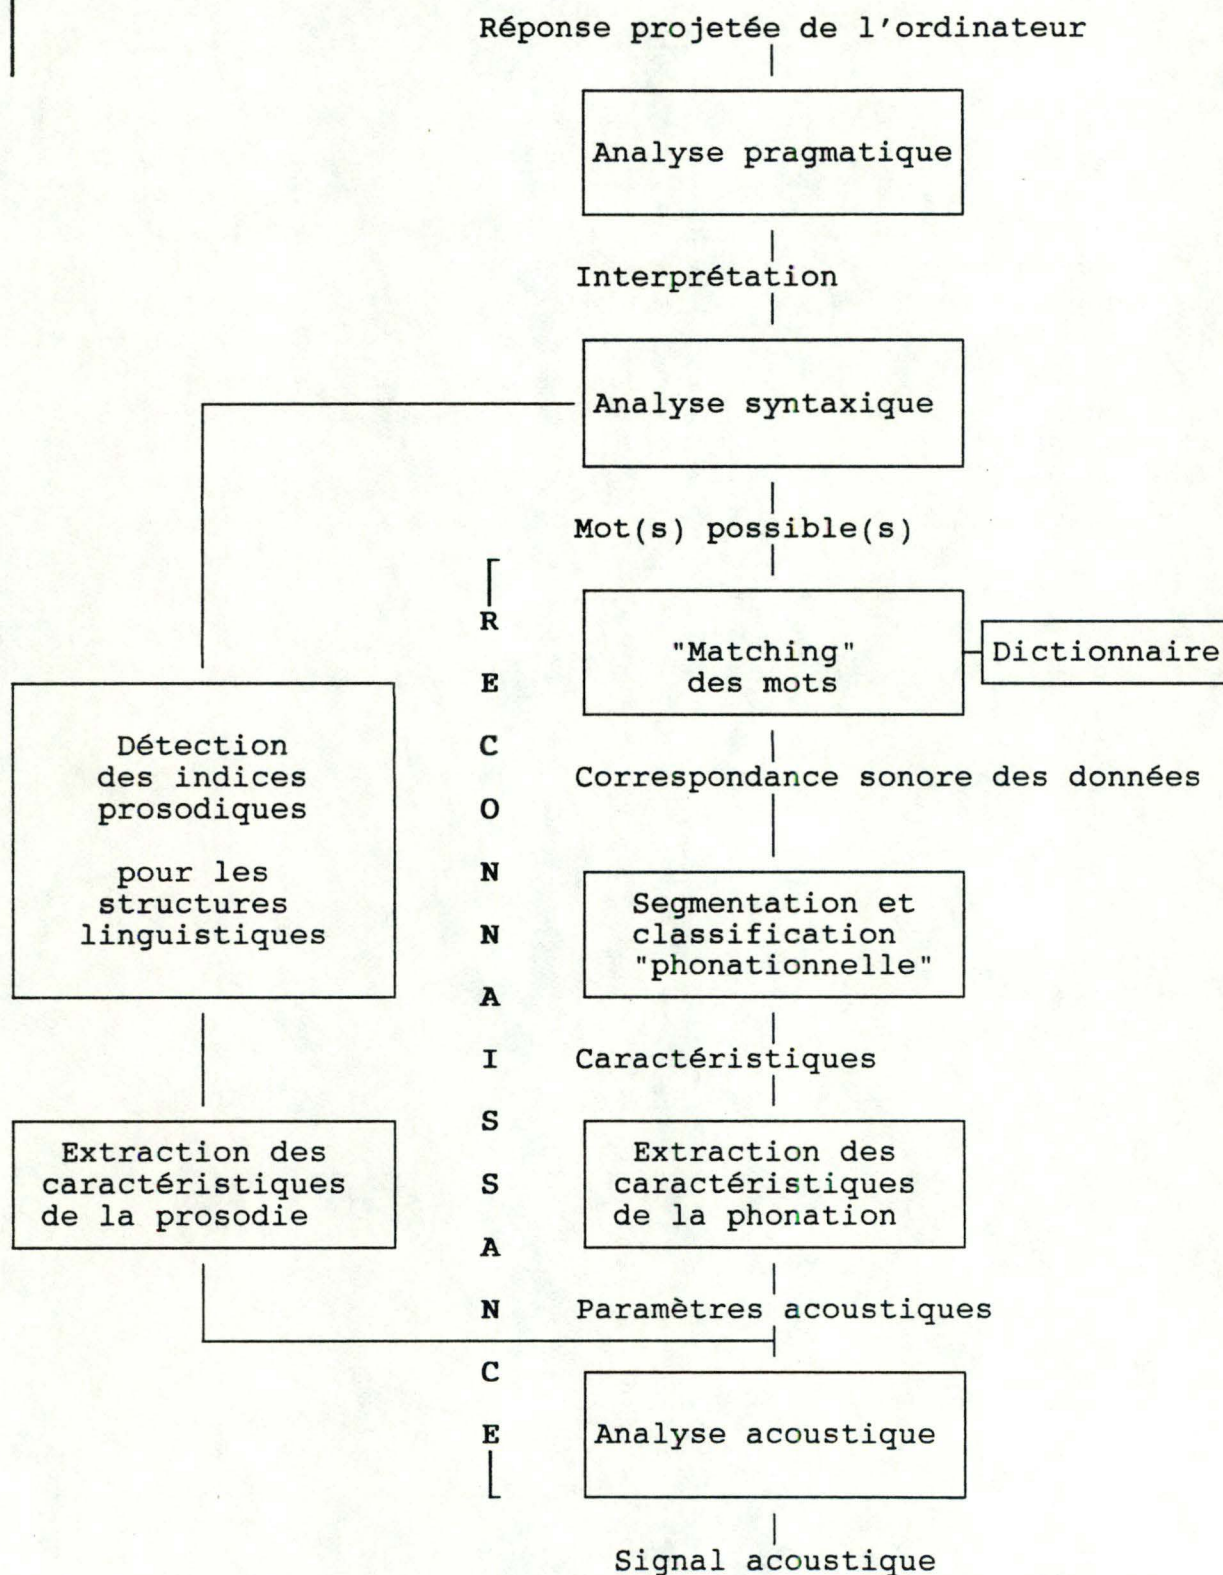 Réponse projetée de l'ordinateur
Analyse pragmatique
Interprétation
Analyse syntaxique
Mot(s) possible(s)
"Matching"
des mots
Dictionnaire
Correspondance sonore des données
Détection
des indices
prosodiques
pour les
structures
linguistiques
R
E
C
O
N
N
A
I
S
S
A
N
C
E
Segmentation et
classification
"phonationnelle"
Caractéristiques
Extraction des
caractéristiques
de la prosodie
Extraction des
caractéristiques
de la phonation
Paramètres acoustiques
Analyse acoustique
Signal acoustique